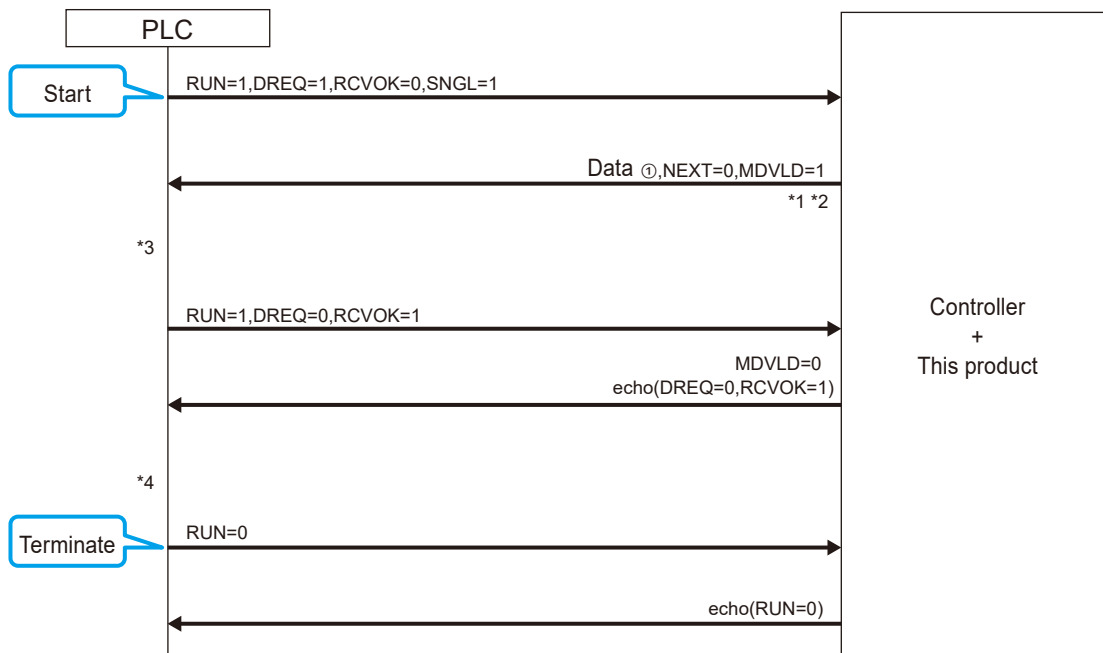 PLC
Start
RUN=1,DREQ=1,RCVOK=0,SNGL=1
Data ①,NEXT=0,MDVLD=1
*1 *2
*3
RUN=1,DREQ=0,RCVOK=1
Controller
+
This product
MDVLD=0
echo(DREQ=0,RCVOK=1)
*4
Terminate
RUN=0
echo(RUN=0)